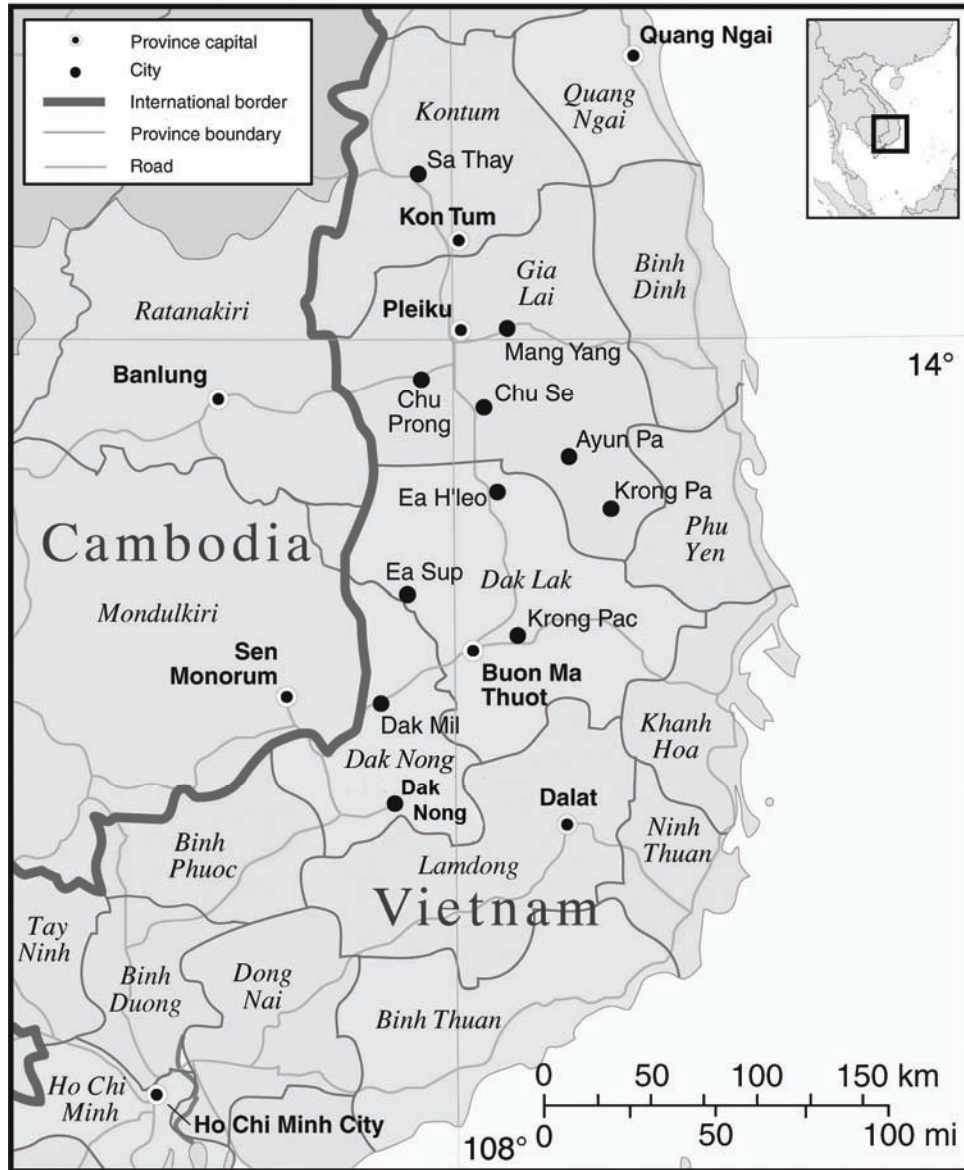 Province capital
City
International border
Province boundary
Road
Quang Ngai
Kontum
Quang
Ngai
Sa Thay
Kon Tum
Gia
Lai
Binh
Dinh
Ratanakiri
Pleiku
Mang Yang
14°
Banlung
Chu
Prong
Chu Se
Ayun Pa
Ea H'leo
Krong Pa
Phu
Yen
Cambodia
Ea Sup
Dak Lak
Mondulkiri
Krong Pac
Sen
Monorum
Buon Ma
Thuot
Dak Mil
Khanh
Hoa
Dak Nong
Dak
Nong
Dalat
Binh
Phuoc
Ninh
Thuan
Lamdong
Vietnam
Tay
Ninh
Binh
Duong
Dong
Nai
Binh Thuan
Ho Chi
Minh
Ho Chi Minh City
0 50 100 150 km
0 50 100 mi
108°